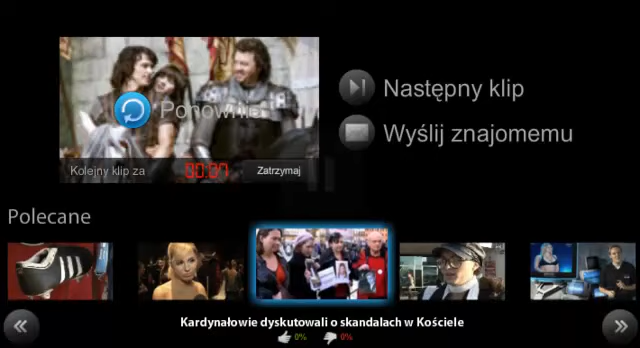 Ponownie
Następny klip
Wyślij znajomemu
Kolejny klip za 00:07 Zatrzymaj
Polecane
Kardynałowie dyskutowali o skandalach w Kościele
0% 0%